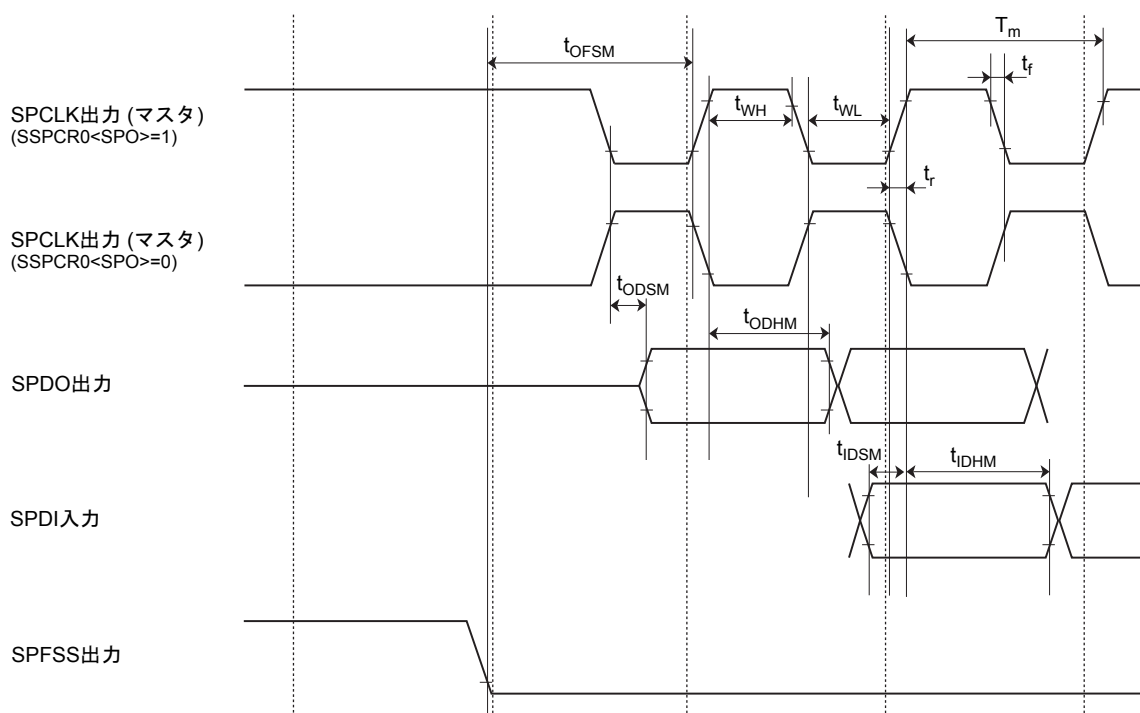 tOFSM
Tm
tf
SPCLK出力 (マスタ)
(SSPCR0<SPO>=1)
tWH
tWL
tr
SPCLK出力 (マスタ)
(SSPCR0<SPO>=0)
tODSM
tODHM
SPDO出力
tIDSM
tIDHM
SPDI入力
SPFSS出力